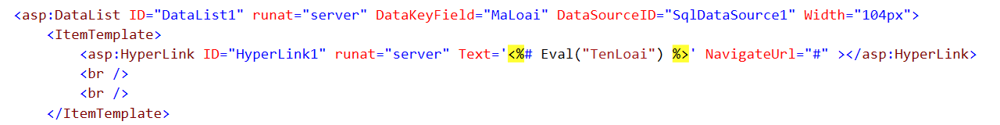 <asp:DataList ID="DataList1" runat="server" DataKeyField="MaLoai" DataSourceID="SqlDataSource1" Width="104px">
<ItemTemplate>
<asp:HyperLink ID="HyperLink1" runat="server" Text='<%# Eval("TenLoai") %>' NavigateUrl="#" ></asp:HyperLink>
<br />
<br />
</ItemTemplate>